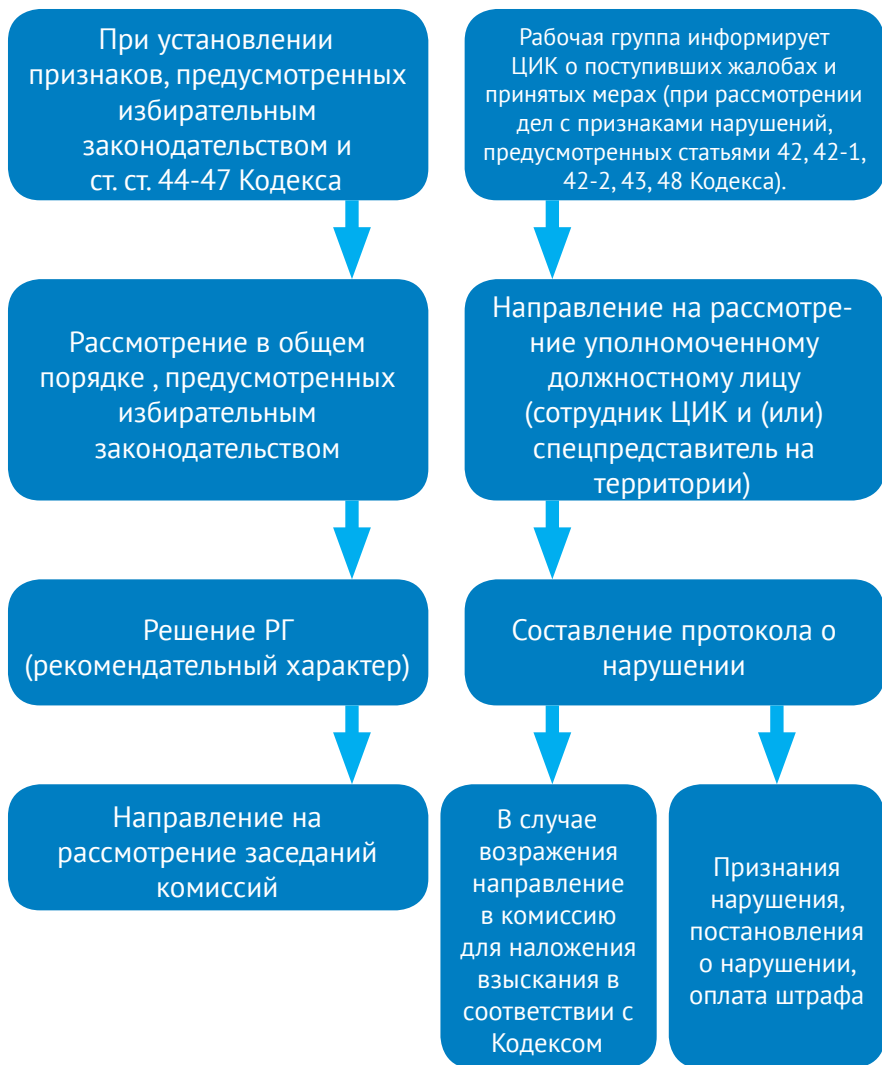 При установлении
признаков, предусмотренных
избирательным
законодательством и
ст. ст. 44-47 Кодекса
Рассмотрение в общем
порядке , предусмотренных
избирательным
законодательством
Решение РГ
(рекомендательный характер)
Направление на
рассмотрение заседаний
комиссий
Рабочая группа информирует
ЦИК о поступивших жалобах и
принятых мерах (при рассмотрении
дел с признаками нарушений,
предусмотренных статьями 42, 42-1,
42-2, 43, 48 Кодекса).
Направление на рассмотре-
ние уполномоченному
должностному лицу
(сотрудник ЦИК и (или)
спецпредставитель на
территории)
Составление протокола о
нарушении
В случае
возражения
направление
в комиссию
для наложения
взыскания в
соответствии с
Кодексом
Признания
нарушения,
постановления
о нарушении,
оплата штрафа